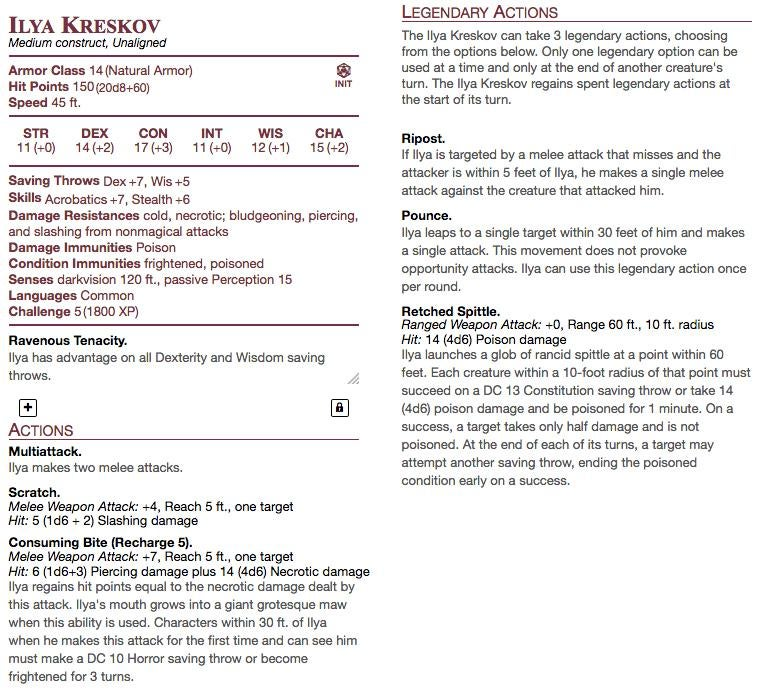 ILYA KRESKOV
Medium construct, Unaligned
Armor Class 14 (Natural Armor)
INIT
Hit Points 150 (20d8+60)
Speed 45 ft.
STR DEX CON INT WIS CHA
11 (+0) 14 (+2) 17 (+3) 11 (+0) 12 (+1) 15 (+2)
Saving Throws Dex +7, Wis +5
Skills Acrobatics +7, Stealth +6
Damage Resistances cold, necrotic; bludgeoning, piercing,
and slashing from nonmagical attacks
Damage Immunities Poison
Condition Immunities frightened, poisoned
Senses darkvision 120 ft., passive Perception 15
Languages Common
Challenge 5 (1800 XP)
Ravenous Tenacity.
Ilya has advantage on all Dexterity and Wisdom saving
throws.
ACTIONS
Multiattack.
Ilya makes two melee attacks.
Scratch.
Melee Weapon Attack: +4, Reach 5 ft., one target
Hit: 5 (1d6 + 2) Slashing damage
Consuming Bite (Recharge 5).
Melee Weapon Attack: +7, Reach 5 ft., one target
Hit: 6 (1d6+3) Piercing damage plus 14 (4d6) Necrotic damage
Ilya regains hit points equal to the necrotic damage dealt by
this attack. Ilya's mouth grows into a giant grotesque maw
when this ability is used. Characters within 30 ft. of Ilya
when he makes this attack for the first time and can see him
must make a DC 10 Horror saving throw or become
frightened for 3 turns.
LEGENDARY ACTIONS
The Ilya Kreskov can take 3 legendary actions, choosing
from the options below. Only one legendary option can be
used at a time and only at the end of another creature's
turn. The Ilya Kreskov regains spent legendary actions at
the start of its turn.
Ripost.
If Ilya is targeted by a melee attack that misses and the
attacker is within 5 feet of Ilya, he makes a single melee
attack against the creature that attacked him.
Pounce.
Ilya leaps to a single target within 30 feet of him and makes
a single attack. This movement does not provoke
opportunity attacks. Ilya can use this legendary action once
per round.
Retched Spittle.
Ranged Weapon Attack: +0, Range 60 ft., 10 ft. radius
Hit: 14 (4d6) Poison damage
Ilya launches a glob of rancid spittle at a point within 60
feet. Each creature within a 10-foot radius of that point must
succeed on a DC 13 Constitution saving throw or take 14
(4d6) poison damage and be poisoned for 1 minute. On a
success, a target takes only half damage and is not
poisoned. At the end of each of its turns, a target may
attempt another saving throw, ending the poisoned
condition early on a success.